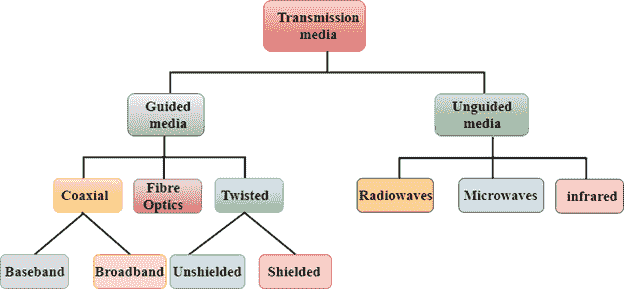 Transmission
media
Guided
media
Unguided
media
Coaxial
Fibre
Optics
Twisted
Radiowaves
Microwaves
infrared
Baseband
Broadband
Unshielded
Shielded